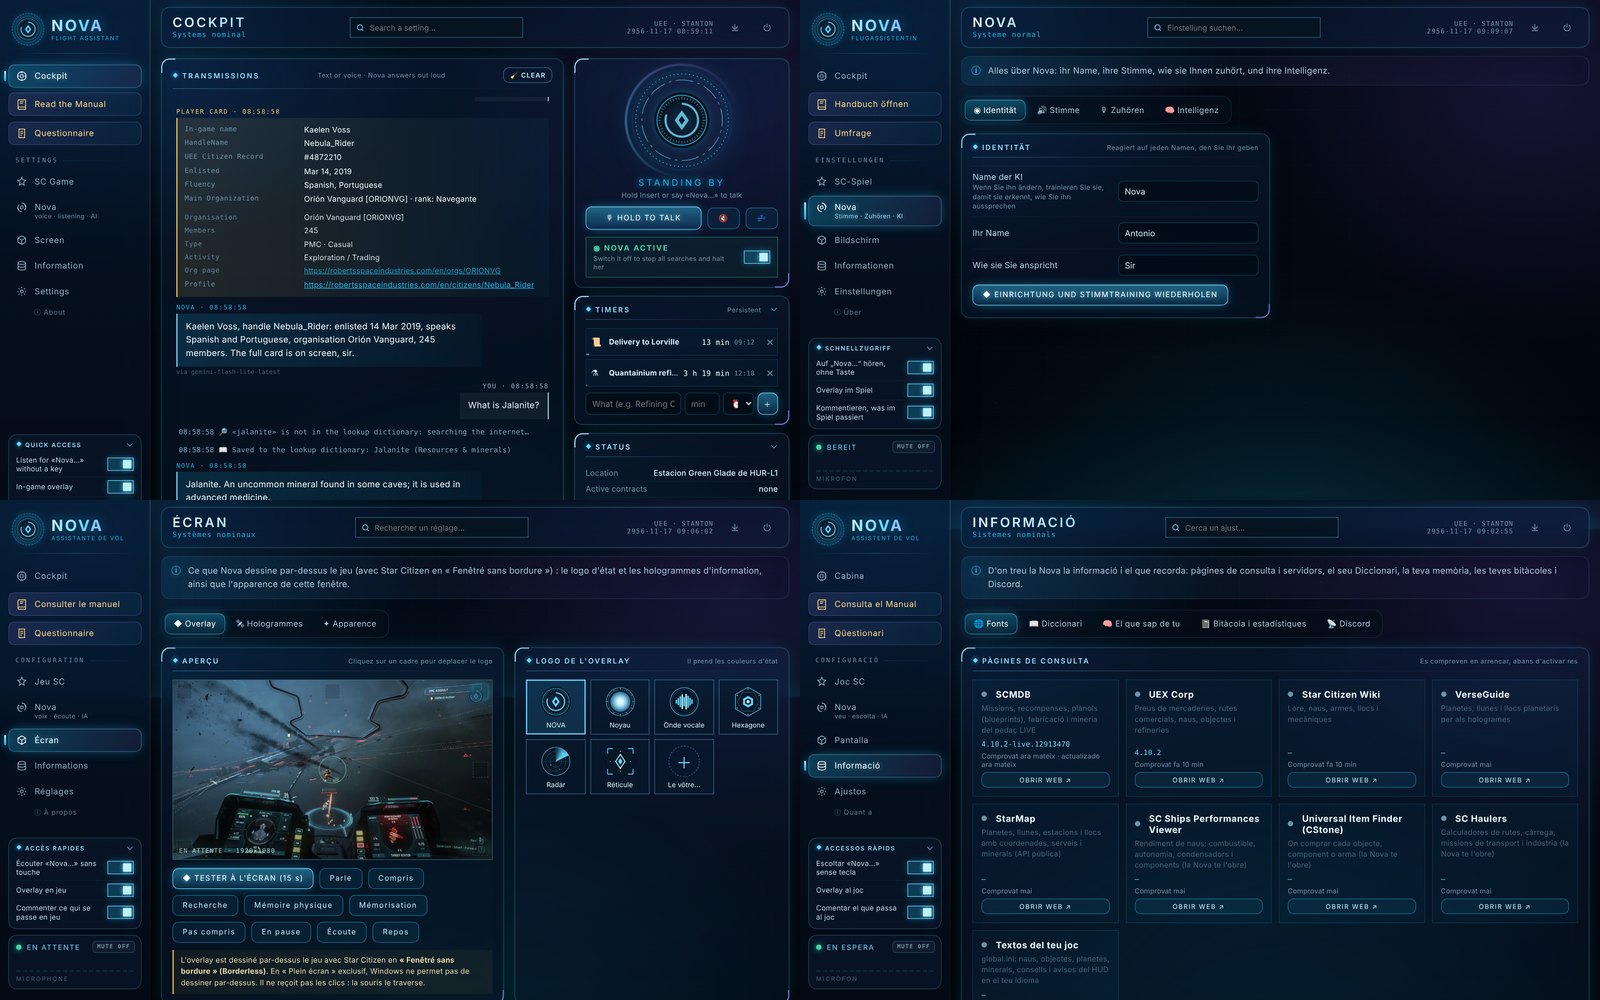 NOVA
FLIGHT ASSISTANT
Cockpit
Read the Manual
Questionnaire
SETTINGS
SC Game
Nova
voice · listening · AI
Screen
Information
Settings
ⓘ About
QUICK ACCESS
Listen for «Nova...»
without a key
In-game overlay
COCKPIT
Systems nominal
Search a setting...
UEE · STANTON
2956-11-17 08:59:11
TRANSMISSIONS
Text or voice · Nova answers out loud
CLEAR
PLAYER CARD · 08:58:58
In-game name Kaelen Voss
HandleName Nebula_Rider
UEE Citizen Record #4872210
Enlisted Mar 14, 2019
Fluency Spanish, Portuguese
Main Organization Orión Vanguard [ORIONVG] · rank: Navegante
Organisation Orión Vanguard [ORIONVG]
Members 245
Type PMC · Casual
Activity Exploration / Trading
Org page https://robertsspaceindustries.com/en/orgs/ORIONVG
Profile https://robertsspaceindustries.com/en/citizens/Nebula_Rider
NOVA · 08:58:58
Kaelen Voss, handle Nebula_Rider: enlisted 14 Mar 2019, speaks
Spanish and Portuguese, organisation Orión Vanguard, 245
members. The full card is on screen, sir.
via gemini-flash-lite-latest
YOU · 08:58:58
What is Jalanite?
08:58:58 «jalanite» is not in the lookup dictionary: searching the internet…
08:58:58 Saved to the lookup dictionary: Jalanite (Resources & minerals)
NOVA · 08:58:58
Jalanite. An uncommon mineral found in some caves; it is used in
advanced medicine.
STANDING BY
Hold Insert or say «Nova...» to talk
HOLD TO TALK
NOVA ACTIVE
Switch it off to stop all searches and halt
her
TIMERS
Persistent
Delivery to Lorville 13 min 09:12
Quantainium refi... 3 h 19 min 12:18
What (e.g. Refining C
min
+
STATUS
Location Estacion Green Glade de HUR-L1
Active contracts none
NOVA
FLUGASSISTENTIN
Cockpit
Handbuch öffnen
Umfrage
EINSTELLUNGEN
SC-Spiel
Nova
Stimme · Zuhören · KI
Bildschirm
Informationen
Einstellungen
ⓘ Über
SCHNELLZUGRIFF
Auf „Nova...“ hören,
ohne Taste
Overlay im Spiel
Kommentieren, was im
Spiel passiert
BEREIT
MUTE OFF
MIKROFON
NOVA
Systeme normal
Einstellung suchen...
UEE · STANTON
2956-11-17 09:09:07
Alles über Nova: ihr Name, ihre Stimme, wie sie Ihnen zuhört, und ihre Intelligenz.
Identität
Stimme
Zuhören
Intelligenz
IDENTITÄT
Reagiert auf jeden Namen, den Sie ihr geben
Name der KI
Wenn Sie ihn ändern, trainieren Sie sie,
damit sie erkennt, wie Sie ihn
aussprechen
Nova
Ihr Name
Antonio
Wie sie Sie anspricht
Sir
EINRICHTUNG UND STIMMTRAINING WIEDERHOLEN
NOVA
ASSISTANTE DE VOL
Cockpit
Consulter le manuel
Questionnaire
CONFIGURATION
Jeu SC
Nova
voix · écoute · IA
Écran
Informations
Réglages
ⓘ À propos
ACCÈS RAPIDES
Écouter «Nova...» sans
touche
Overlay en jeu
Commenter ce qui se
passe en jeu
EN ATTENTE
MUTE OFF
MICROPHONE
ÉCRAN
Systèmes nominaux
Rechercher un réglage...
UEE · STANTON
2956-11-17 09:06:02
Ce que Nova dessine par-dessus le jeu (avec Star Citizen en « Fenêtré sans bordure ») : le logo d'état et les hologrammes d'information,
ainsi que l'apparence de cette fenêtre.
Overlay
Hologrammes
Apparence
APERÇU
Cliquez sur un cadre pour déplacer le logo
EN ATTENTE · 1920×1080
TESTER À L'ÉCRAN (15 s)
Parle
Compris
Recherche
Mémoire physique
Mémorisation
Pas compris
En pause
Écoute
Repos
L'overlay est dessiné par-dessus le jeu avec Star Citizen en « Fenêtré sans
bordure » (Borderless). En « Plein écran » exclusif, Windows ne permet pas de
dessiner par-dessus. Il ne reçoit pas les clics : la souris le traverse.
LOGO DE L'OVERLAY
Il prend les couleurs d'état
NOVA
Noyau
Onde vocale
Hexagone
Radar
Réticule
Le vôtre...
NOVA
ASSISTENT DE VOL
Cabina
Consulta el Manual
Qüestionari
CONFIGURACIÓ
Joc SC
Nova
veu · escolta · IA
Pantalla
Informació
Ajustos
ⓘ Quant a
ACCESSOS RÀPIDS
Escoltar «Nova...»
sense tecla
Overlay al joc
Comentar el que passa
al joc
EN ESPERA
MUTE OFF
MICRÒFON
INFORMACIÓ
Sistemes nominals
Cerca un ajust...
UEE · STANTON
2956-11-17 09:02:55
D'on treu la Nova la informació i el que recorda: pàgines de consulta i servidors, el seu Diccionari, la teva memòria, les teves bitàcoles i
Discord.
Fonts
Diccionari
El que sap de tu
Bitàcola i estadístiques
Discord
PÀGINES DE CONSULTA
Es comproven en arrencar, abans d'activar res
SCMDB
Missions, recompenses, plànols
(blueprints), fabricació i mineria
del pedaç LIVE
4.10.2-live.12913470
Comprovat ara mateix · actualizado
ara mateix
OBRIR WEB ↗
UEX Corp
Preus de mercaderies, rutes
comercials, naus, objectes i
refineries
4.10.2
Comprovat fa 10 min
OBRIR WEB ↗
Star Citizen Wiki
Lore, naus, armes, llocs i
mecàniques
—
Comprovat fa 10 min
OBRIR WEB ↗
VerseGuide
Planetes, llunes i llocs planetaris
per als hologrames
—
Comprovat mai
OBRIR WEB ↗
StarMap
Planetes, llunes, estacions i llocs
amb coordenades, serveis i
minerals (API pública)
—
Comprovat mai
OBRIR WEB ↗
SC Ships Performances
Viewer
Rendiment de naus: combustible,
autonomia, condensadors i
components (la Nova te l'obre)
—
Comprovat mai
OBRIR WEB ↗
Universal Item Finder
(CStone)
On comprar cada objecte,
component o arma (la Nova te
l'obre)
—
Comprovat mai
OBRIR WEB ↗
SC Haulers
Calculadores de rutes, càrrega,
missions de transport i indústria (la
Nova te l'obre)
—
Comprovat mai
OBRIR WEB ↗
Textos del teu joc
global.ini: naus, objectes, planetes,
minerals, consells i avisos del HUD
en el teu idioma
—